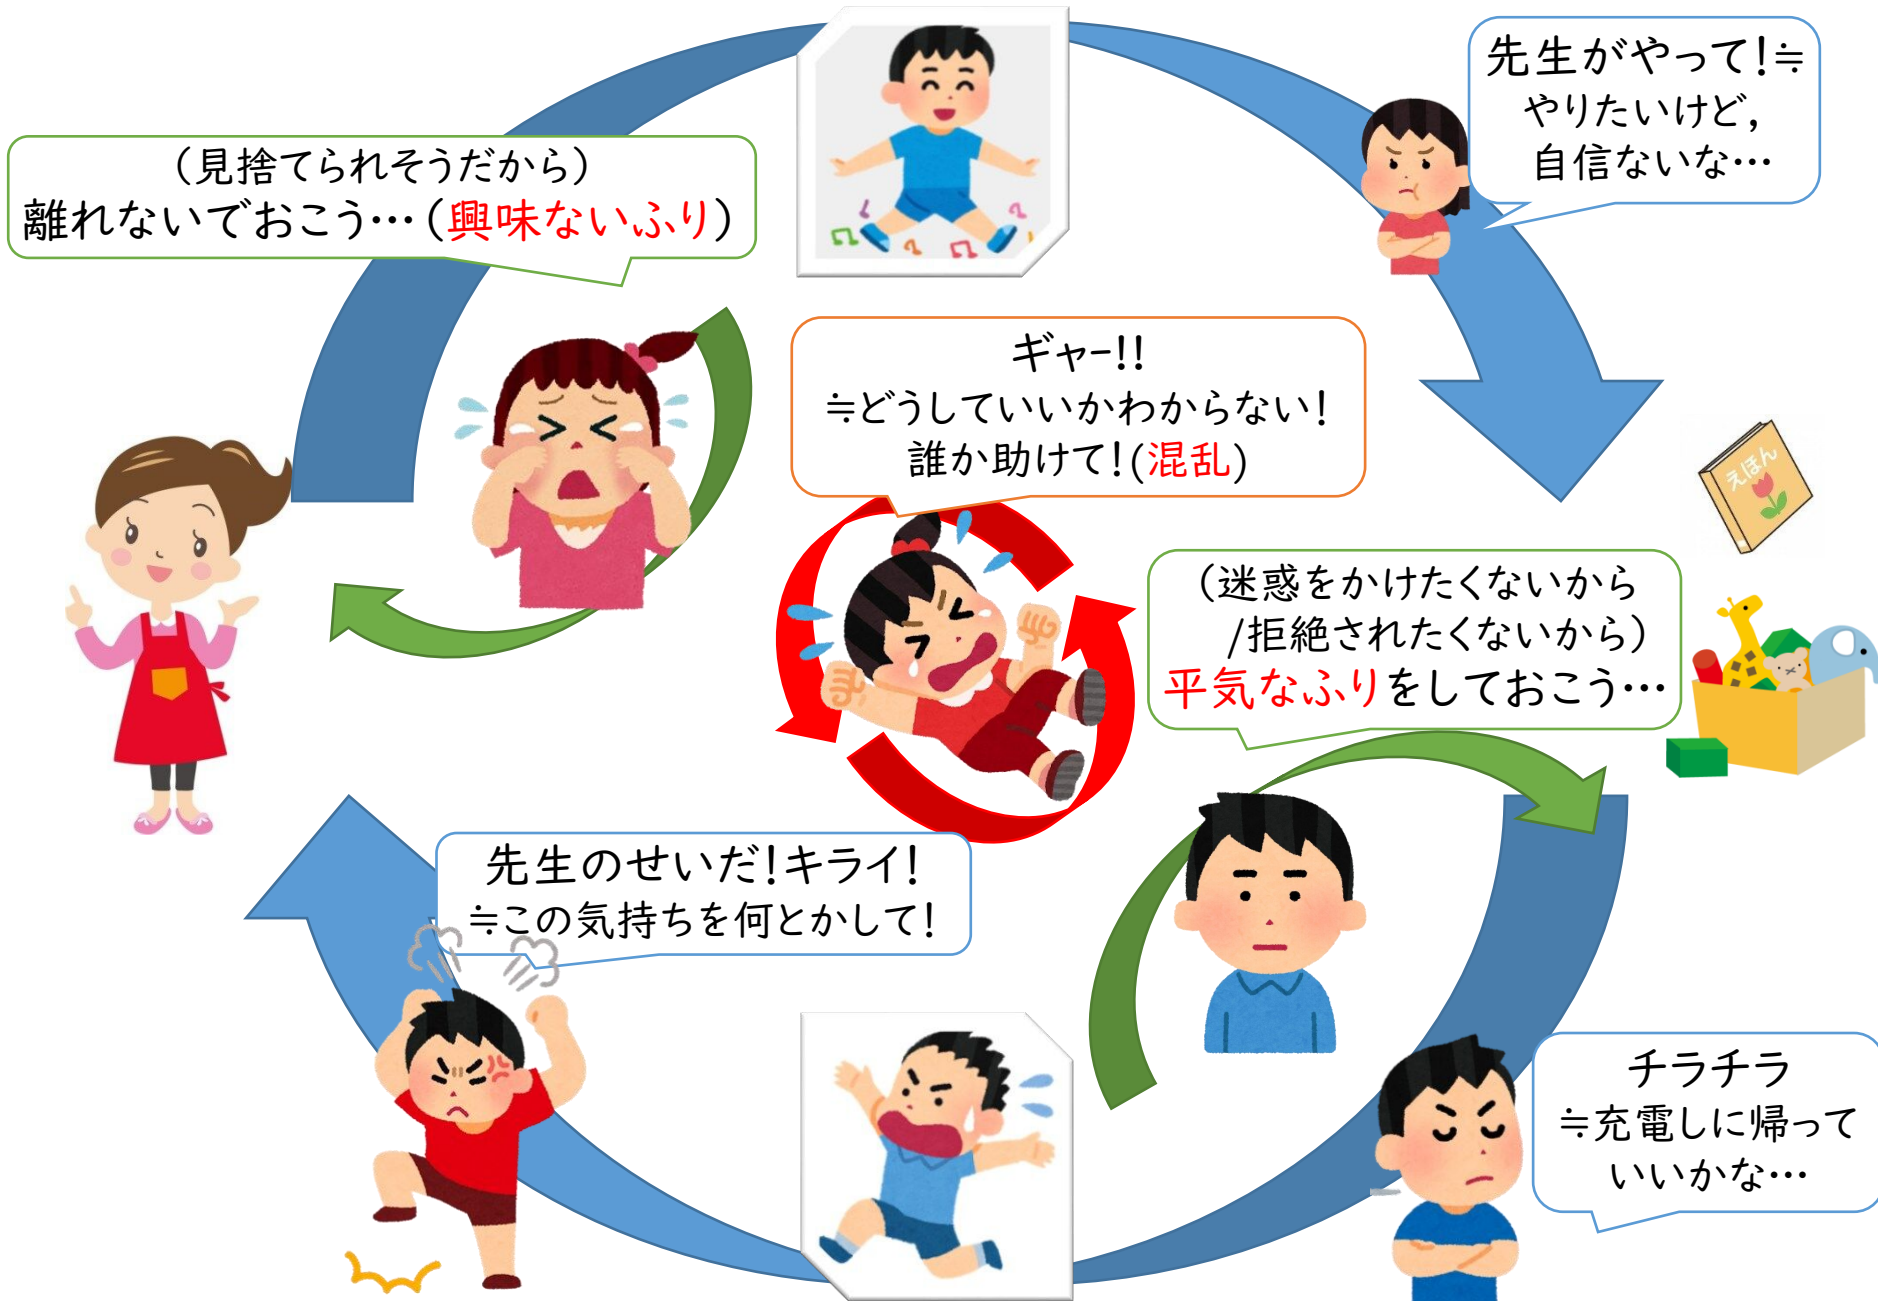 先生がやって!≒
やりたいけど,
自信ないな…
(見捨てられそうだから)
離れないでおこう…(興味ないふり)
ギャー!!
≒どうしていいかわからない!
誰か助けて!(混乱)
えほん
(迷惑をかけたくないから
/拒絶されたくないから)
平気なふりをしておこう…
先生のせいだ!キライ!
≒この気持ちを何とかして!
チラチラ
≒充電しに帰って
いいかな…